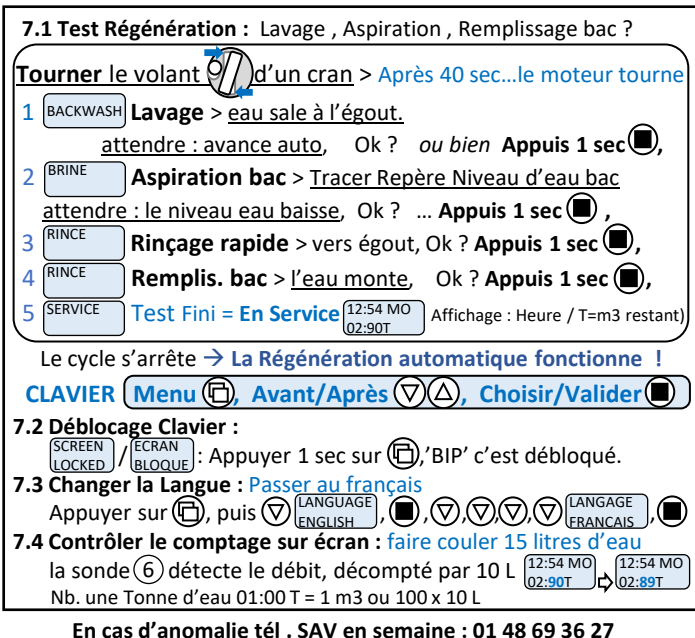 7.1 Test Régénération : Lavage , Aspiration , Remplissage bac ?
Tourner le volant d'un cran > Après 40 sec…le moteur tourne
1 BACKWASH Lavage > eau sale à l'égout.
attendre : avance auto, Ok ? ou bien Appuis 1 sec ,
2 BRINE Aspiration bac > Tracer Repère Niveau d'eau bac
attendre : le niveau eau baisse, Ok ? … Appuis 1 sec ,
3 RINCE Rinçage rapide > vers égout, Ok ? Appuis 1 sec ,
4 RINCE Remplis. bac > l'eau monte, Ok ? Appuis 1 sec ,
5 SERVICE Test Fini = En Service 12:54 MO 02:90T Affichage : Heure / T=m3 restant)
Le cycle s'arrête → La Régénération automatique fonctionne !
CLAVIER Menu , Avant/Après ▽△, Choisir/Valider
7.2 Déblocage Clavier :
SCREEN LOCKED / ECRAN BLOQUE : Appuyer 1 sec sur ,'BIP' c'est débloqué.
7.3 Changer la Langue : Passer au français
Appuyer sur , puis ▽ LANGUAGE ENGLISH , ,▽,▽,▽,▽ LANGAGE FRANCAIS ,
7.4 Contrôler le comptage sur écran : faire couler 15 litres d'eau
la sonde 6 détecte le débit, décompté par 10 L 12:54 MO 02:90T ⇨ 12:54 MO 02:89T
Nb. une Tonne d'eau 01:00 T = 1 m3 ou 100 x 10 L
En cas d'anomalie tél . SAV en semaine : 01 48 69 36 27